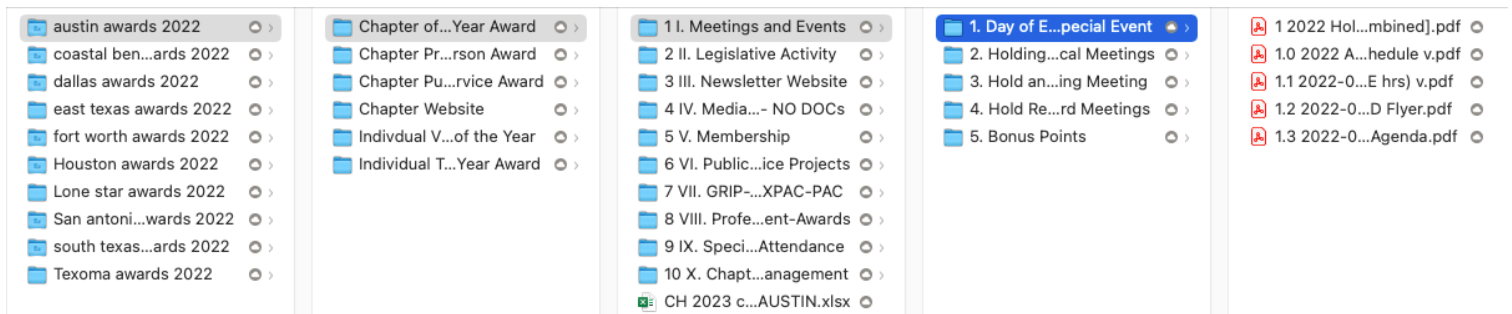 austin awards 2022
coastal ben...ards 2022
dallas awards 2022
east texas awards 2022
fort worth awards 2022
Houston awards 2022
Lone star awards 2022
San antoni...wards 2022
south texas...ards 2022
Texoma awards 2022
Chapter of...Year Award
Chapter Pr...rson Award
Chapter Pu...rvice Award
Chapter Website
Indivdual V...of the Year
Individual T...Year Award
1 I. Meetings and Events
2 II. Legislative Activity
3 III. Newsletter Website
4 IV. Media...- NO DOCs
5 V. Membership
6 VI. Public...ice Projects
7 VII. GRIP-...XPAC-PAC
8 VIII. Profe...ent-Awards
9 IX. Speci...Attendance
10 X. Chapt...anagement
CH 2023 c...AUSTIN.xlsx
1. Day of E...pecial Event
2. Holding...cal Meetings
3. Hold an...ing Meeting
4. Hold Re...rd Meetings
5. Bonus Points
1 2022 Hol...mbined].pdf
1.0 2022 A...hedule v.pdf
1.1 2022-0...E hrs) v.pdf
1.2 2022-0...D Flyer.pdf
1.3 2022-0...Agenda.pdf